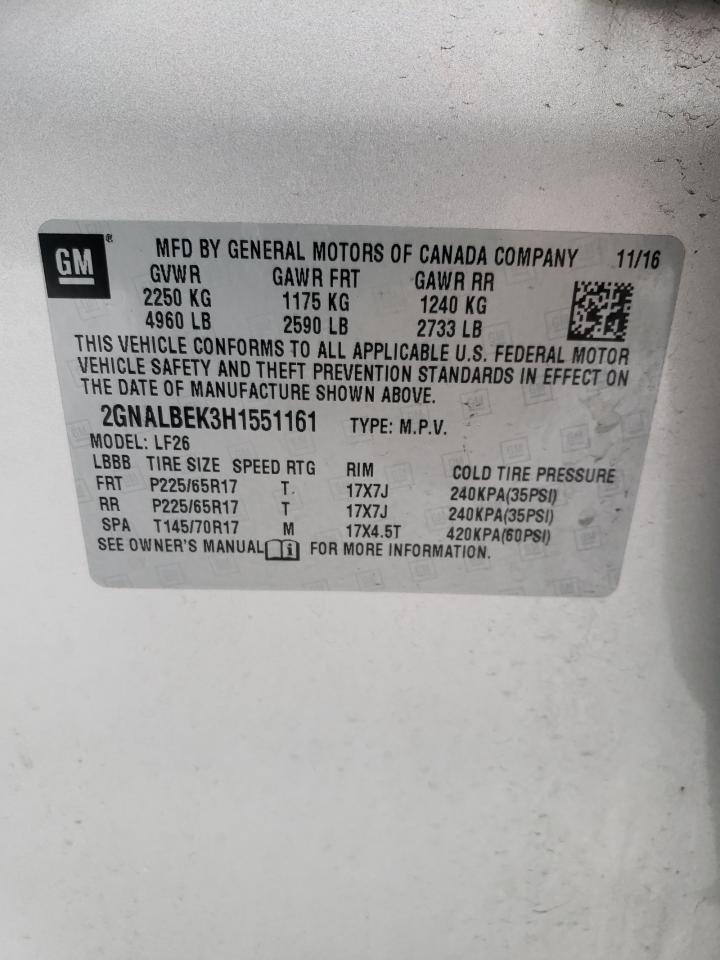 GM ® MFD BY GENERAL MOTORS OF CANADA COMPANY 11/16
GVWR GAWR FRT GAWR RR
2250 KG 1175 KG 1240 KG
4960 LB 2590 LB 2733 LB
THIS VEHICLE CONFORMS TO ALL APPLICABLE U.S. FEDERAL MOTOR
VEHICLE SAFETY AND THEFT PREVENTION STANDARDS IN EFFECT ON
THE DATE OF MANUFACTURE SHOWN ABOVE.
2GNALBEK3H1551161 TYPE: M.P.V.
MODEL: LF26
LBBB TIRE SIZE SPEED RTG RIM COLD TIRE PRESSURE
FRT P225/65R17 T 17X7J 240KPA(35PSI)
RR P225/65R17 T 17X7J 240KPA(35PSI)
SPA T145/70R17 M 17X4.5T 420KPA(60PSI)
SEE OWNER'S MANUAL i FOR MORE INFORMATION.